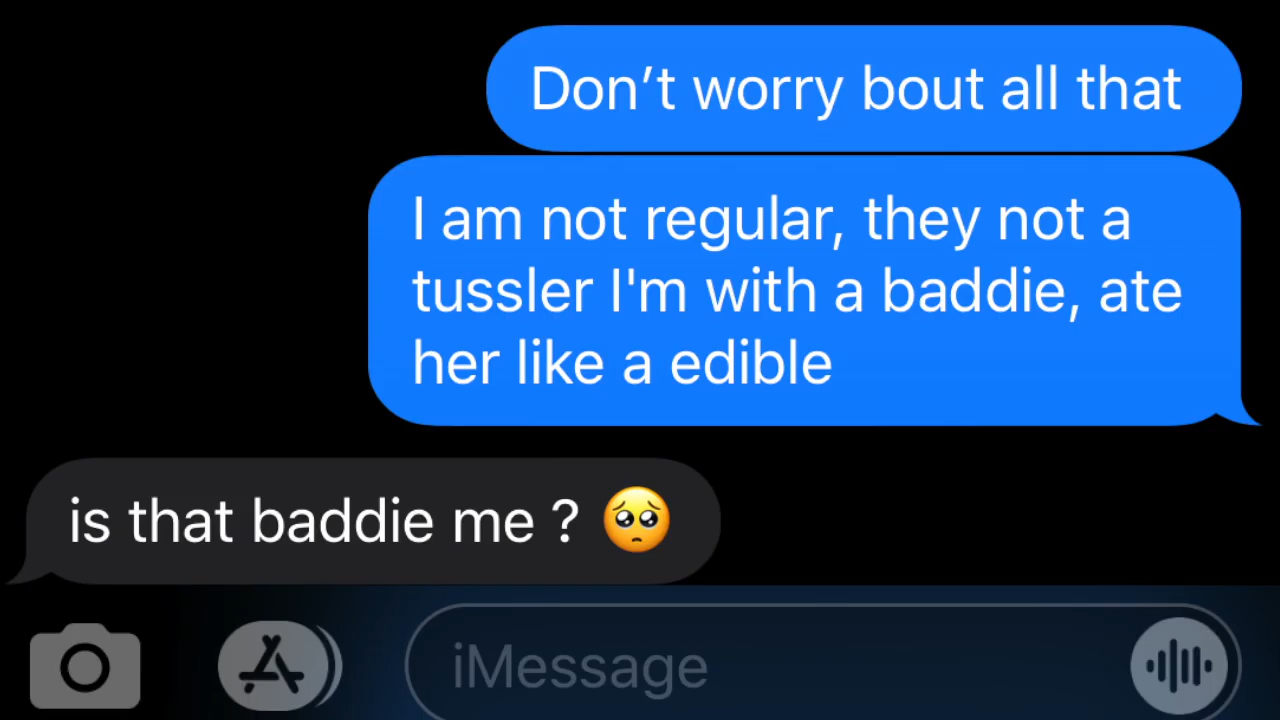 Don’t worry bout all that
I am not regular, they not a
tussler I'm with a baddie, ate
her like a edible
is that baddie me ? 🥺
iMessage